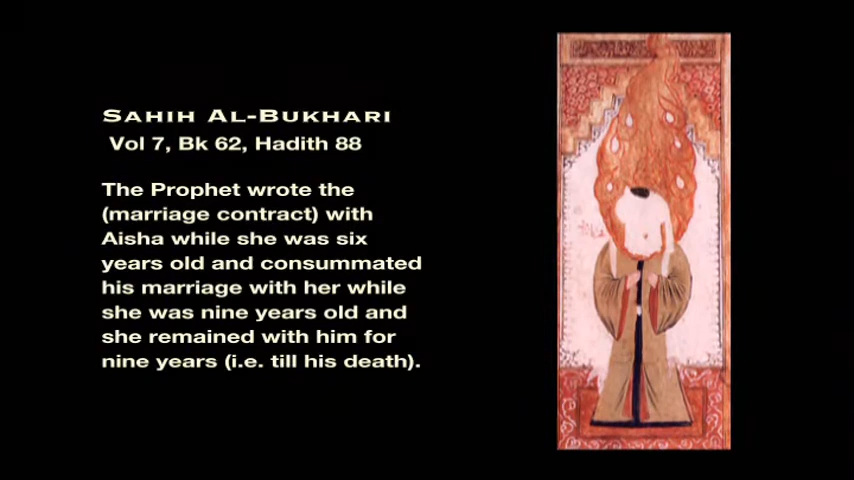 SAHIH AL-BUKHARI
Vol 7, Bk 62, Hadith 88
The Prophet wrote the
(marriage contract) with
Aisha while she was six
years old and consummated
his marriage with her while
she was nine years old and
she remained with him for
nine years (i.e. till his death).